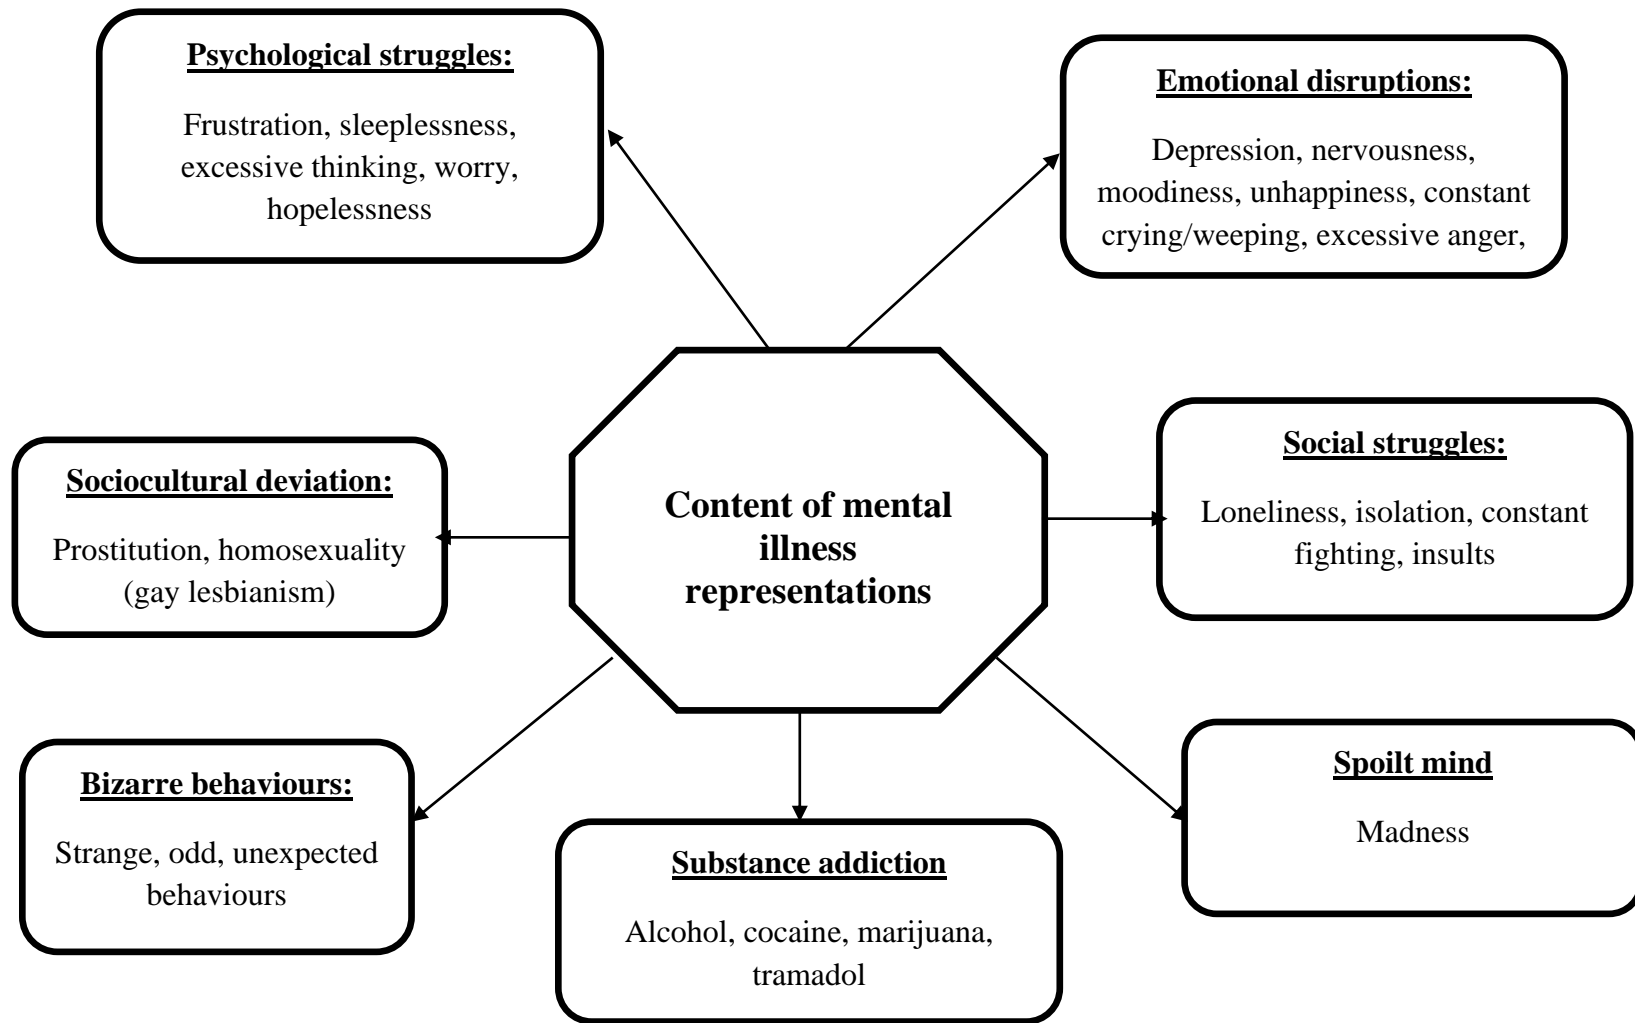 Psychological struggles:
Frustration, sleeplessness,
excessive thinking, worry,
hopelessness
Emotional disruptions:
Depression, nervousness,
moodiness, unhappiness, constant
crying/weeping, excessive anger,
Sociocultural deviation:
Prostitution, homosexuality
(gay lesbianism)
Content of mental
illness
representations
Social struggles:
Loneliness, isolation, constant
fighting, insults
Bizarre behaviours:
Strange, odd, unexpected
behaviours
Substance addiction
Alcohol, cocaine, marijuana,
tramadol
Spoilt mind
Madness